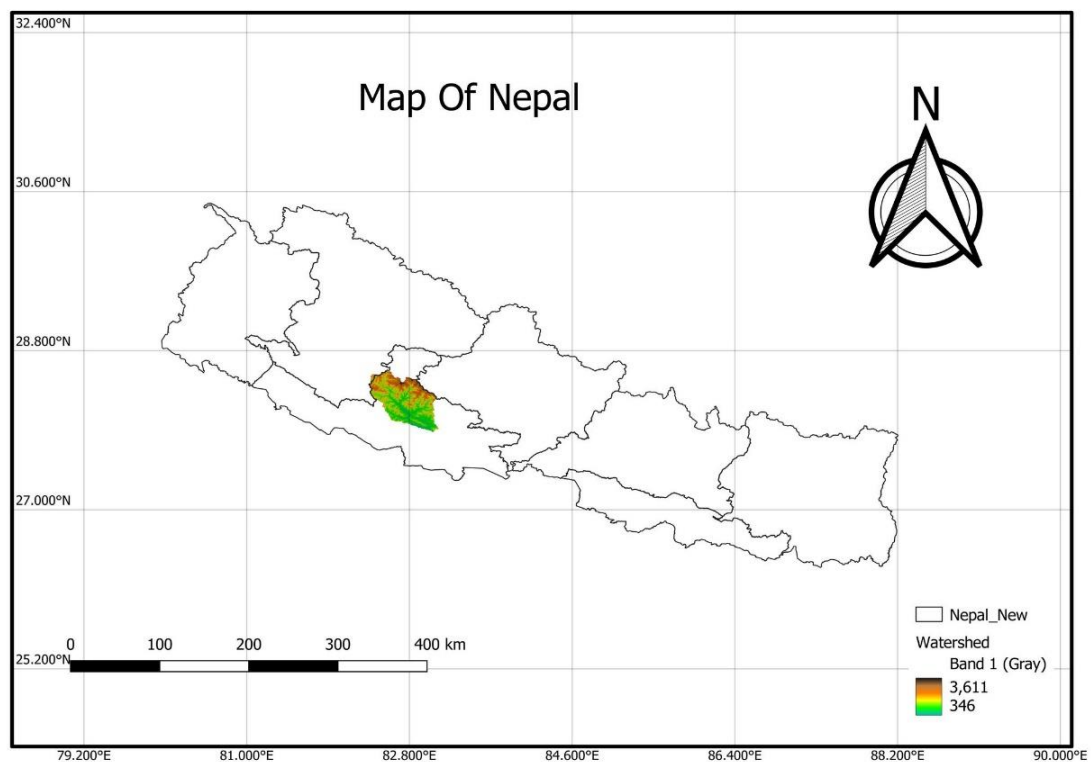 32.400°N
Map Of Nepal
N
30.600°N
28.800°N
27.000°N
Nepal_New
Watershed
Band 1 (Gray)
3,611
346
0 100 200 300 400 km
25.200°N
79.200°E 81.000°E 82.800°E 84.600°E 86.400°E 88.200°E 90.000°E